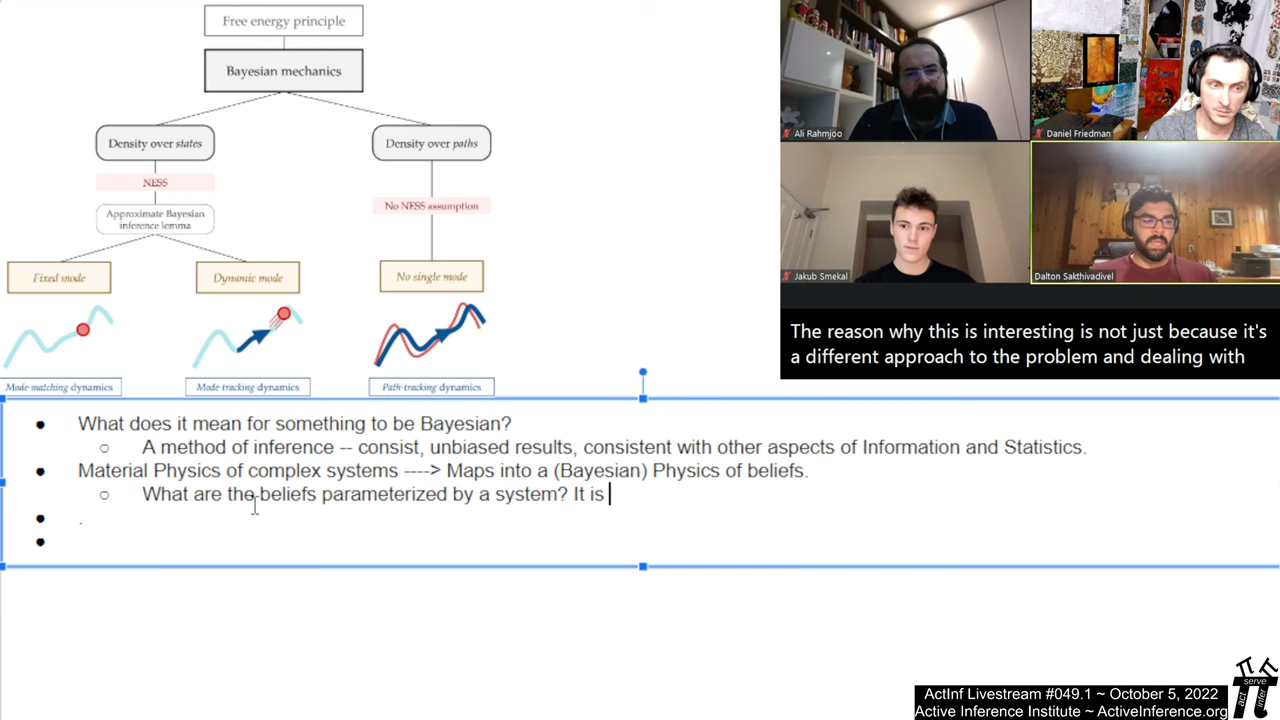 Free energy principle
Bayesian mechanics
Density over states
Density over paths
NESS
No NESS assumption
Approximate Bayesian
inference lemma
Fixed mode
Dynamic mode
No single mode
Mode-matching dynamics
Mode-tracking dynamics
Path-tracking dynamics
Ali Rahmjoo
Daniel Friedman
Jakub Smekal
Dalton Sakthivadivel
The reason why this is interesting is not just because it's
a different approach to the problem and dealing with
● What does it mean for something to be Bayesian?
○ A method of inference -- consist, unbiased results, consistent with other aspects of Information and Statistics.
● Material Physics of complex systems ----> Maps into a (Bayesian) Physics of beliefs.
○ What are the beliefs parameterized by a system? It is
● .
●
ActInf Livestream #049.1 ~ October 5, 2022
Active Inference Institute ~ ActiveInference.org
serve
act
infer